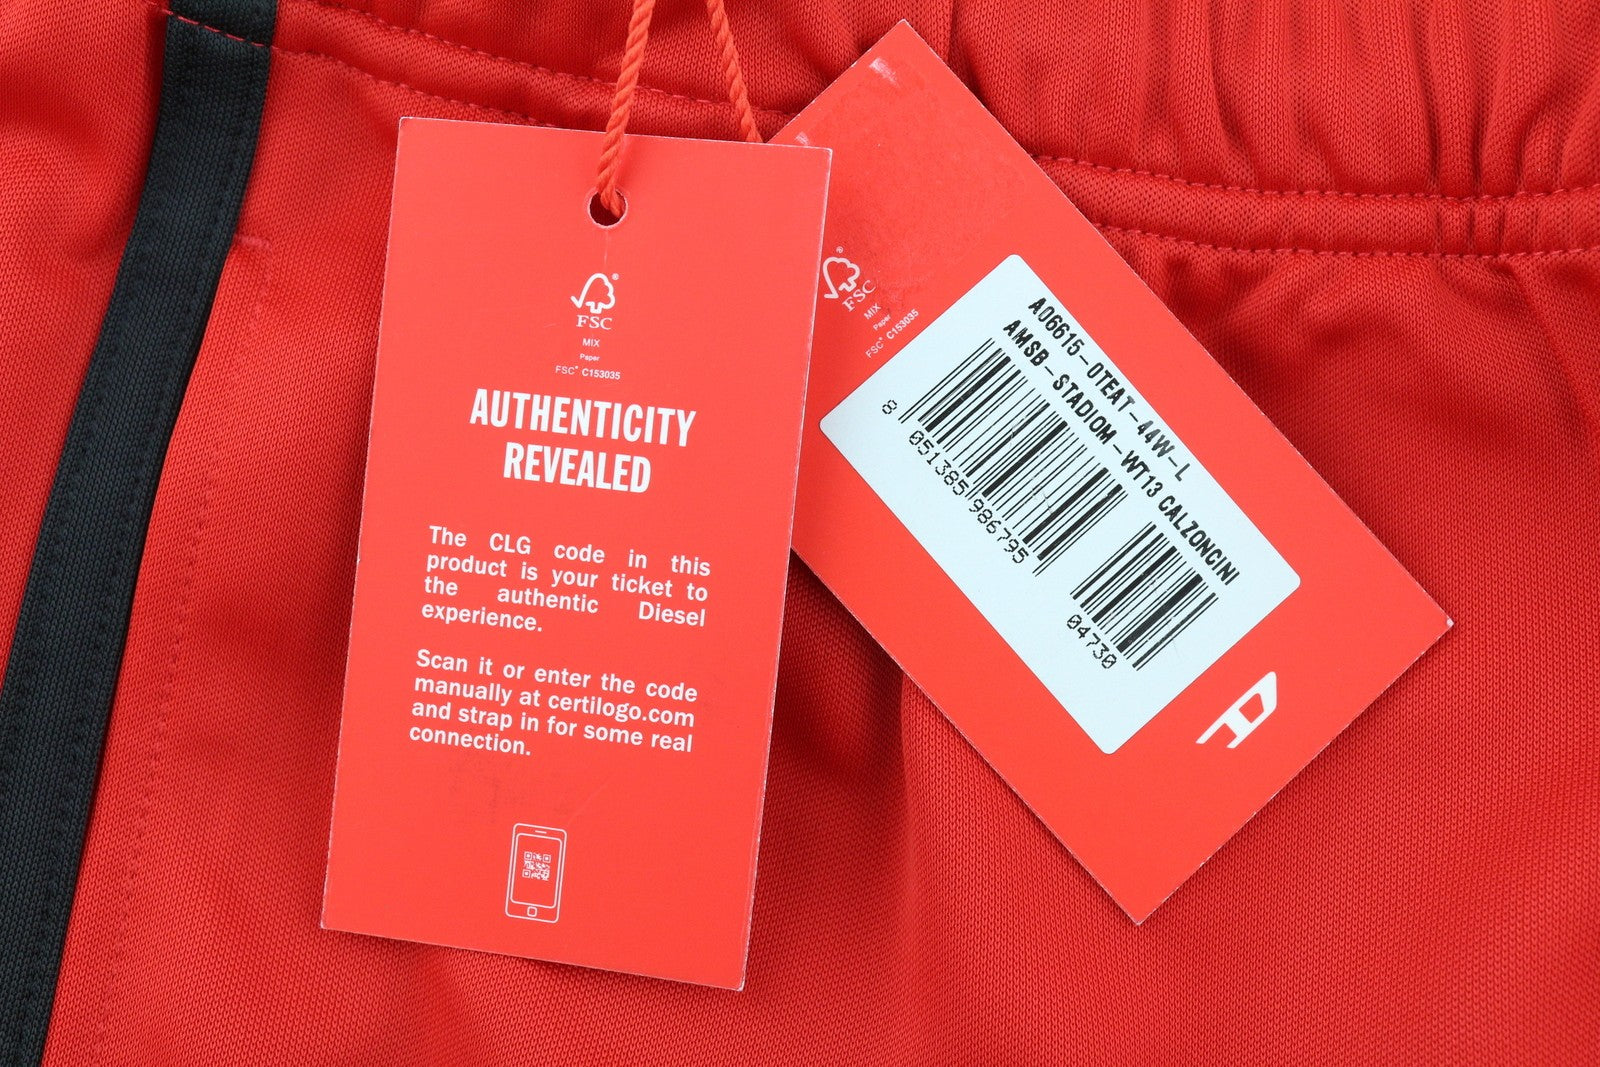 FSC
MIX
Paper
FSC® C153035
AUTHENTICITY
REVEALED
The CLG code in this
product is your ticket to
the authentic Diesel
experience.
Scan it or enter the code
manually at certilogo.com
and strap in for some real
connection.
FSC
MIX
Paper
FSC® C153035
A06615-0TEAT-44W-L
AMSB-STADIOM-WT13 CALZONCINI
8 051385 986795
04730
D